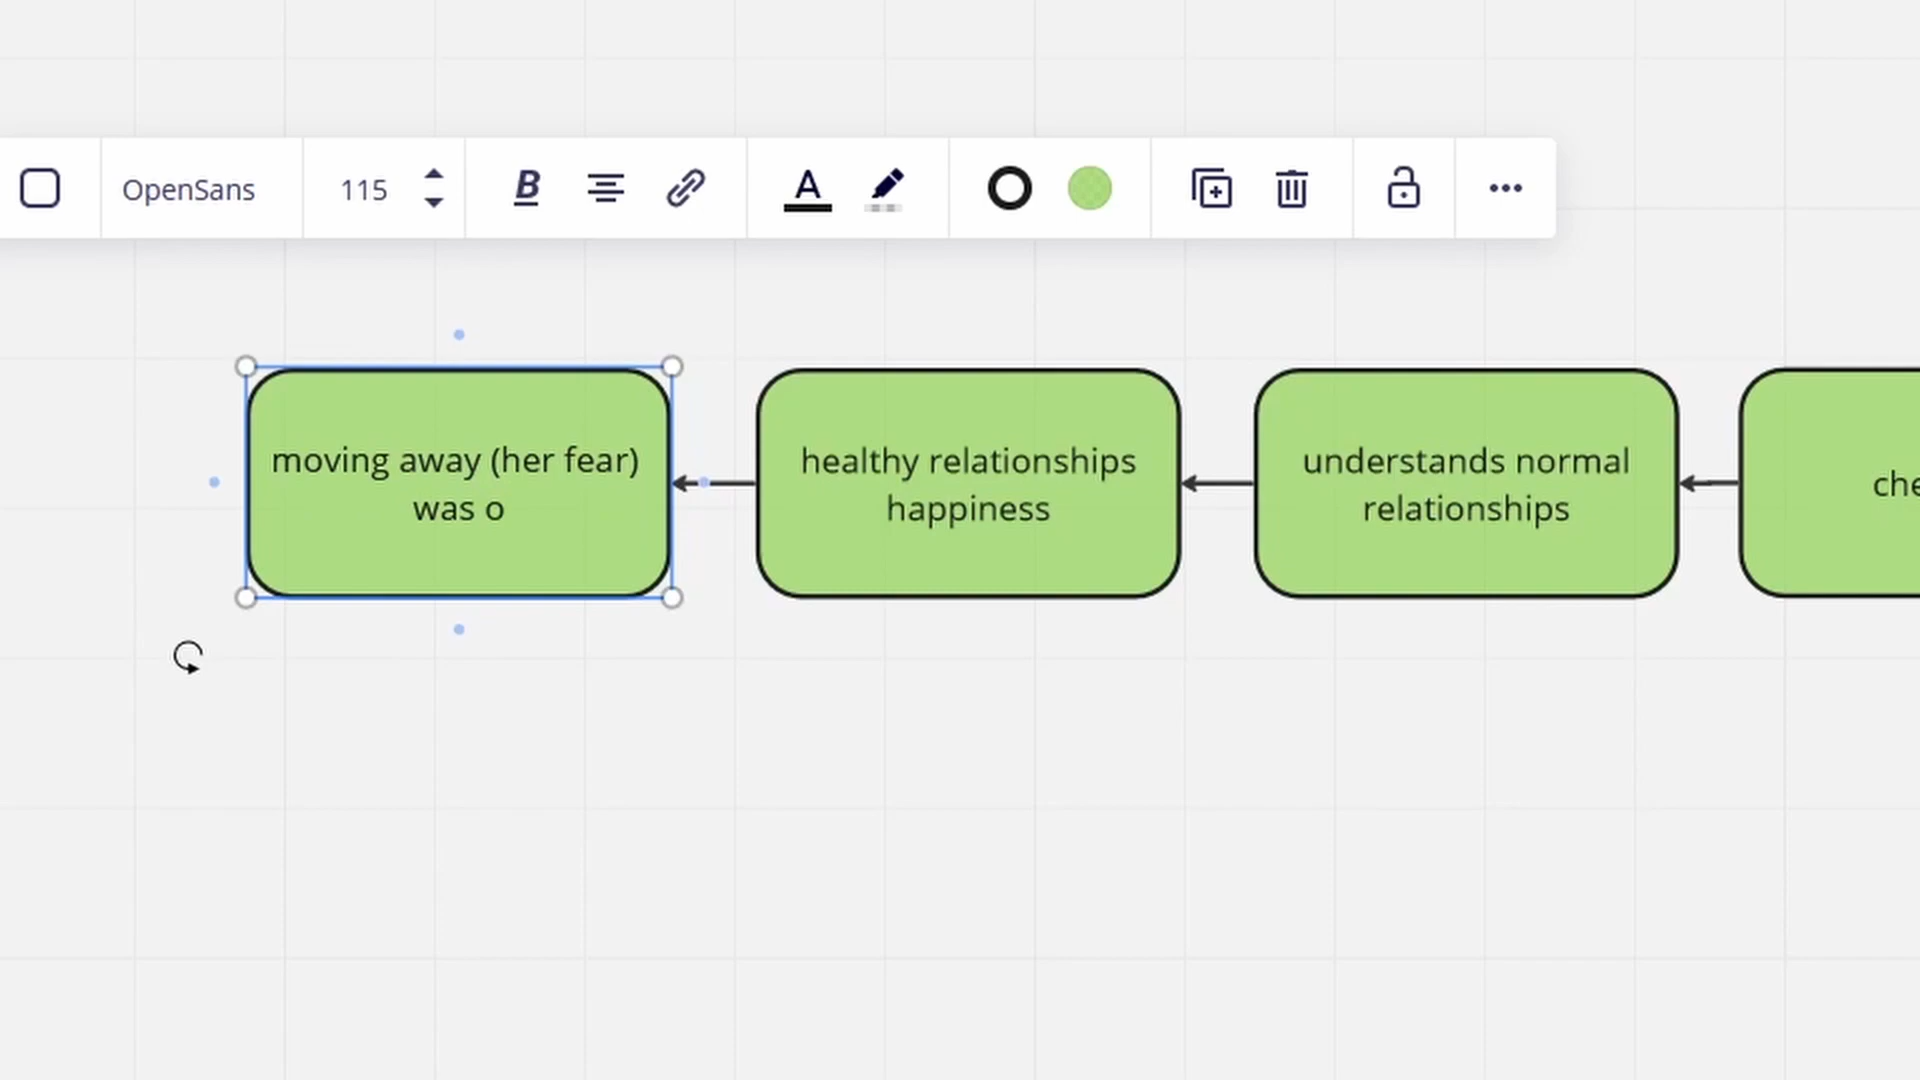 OpenSans
115
B
A
moving away (her fear)
was o
healthy relationships
happiness
understands normal
relationships
che